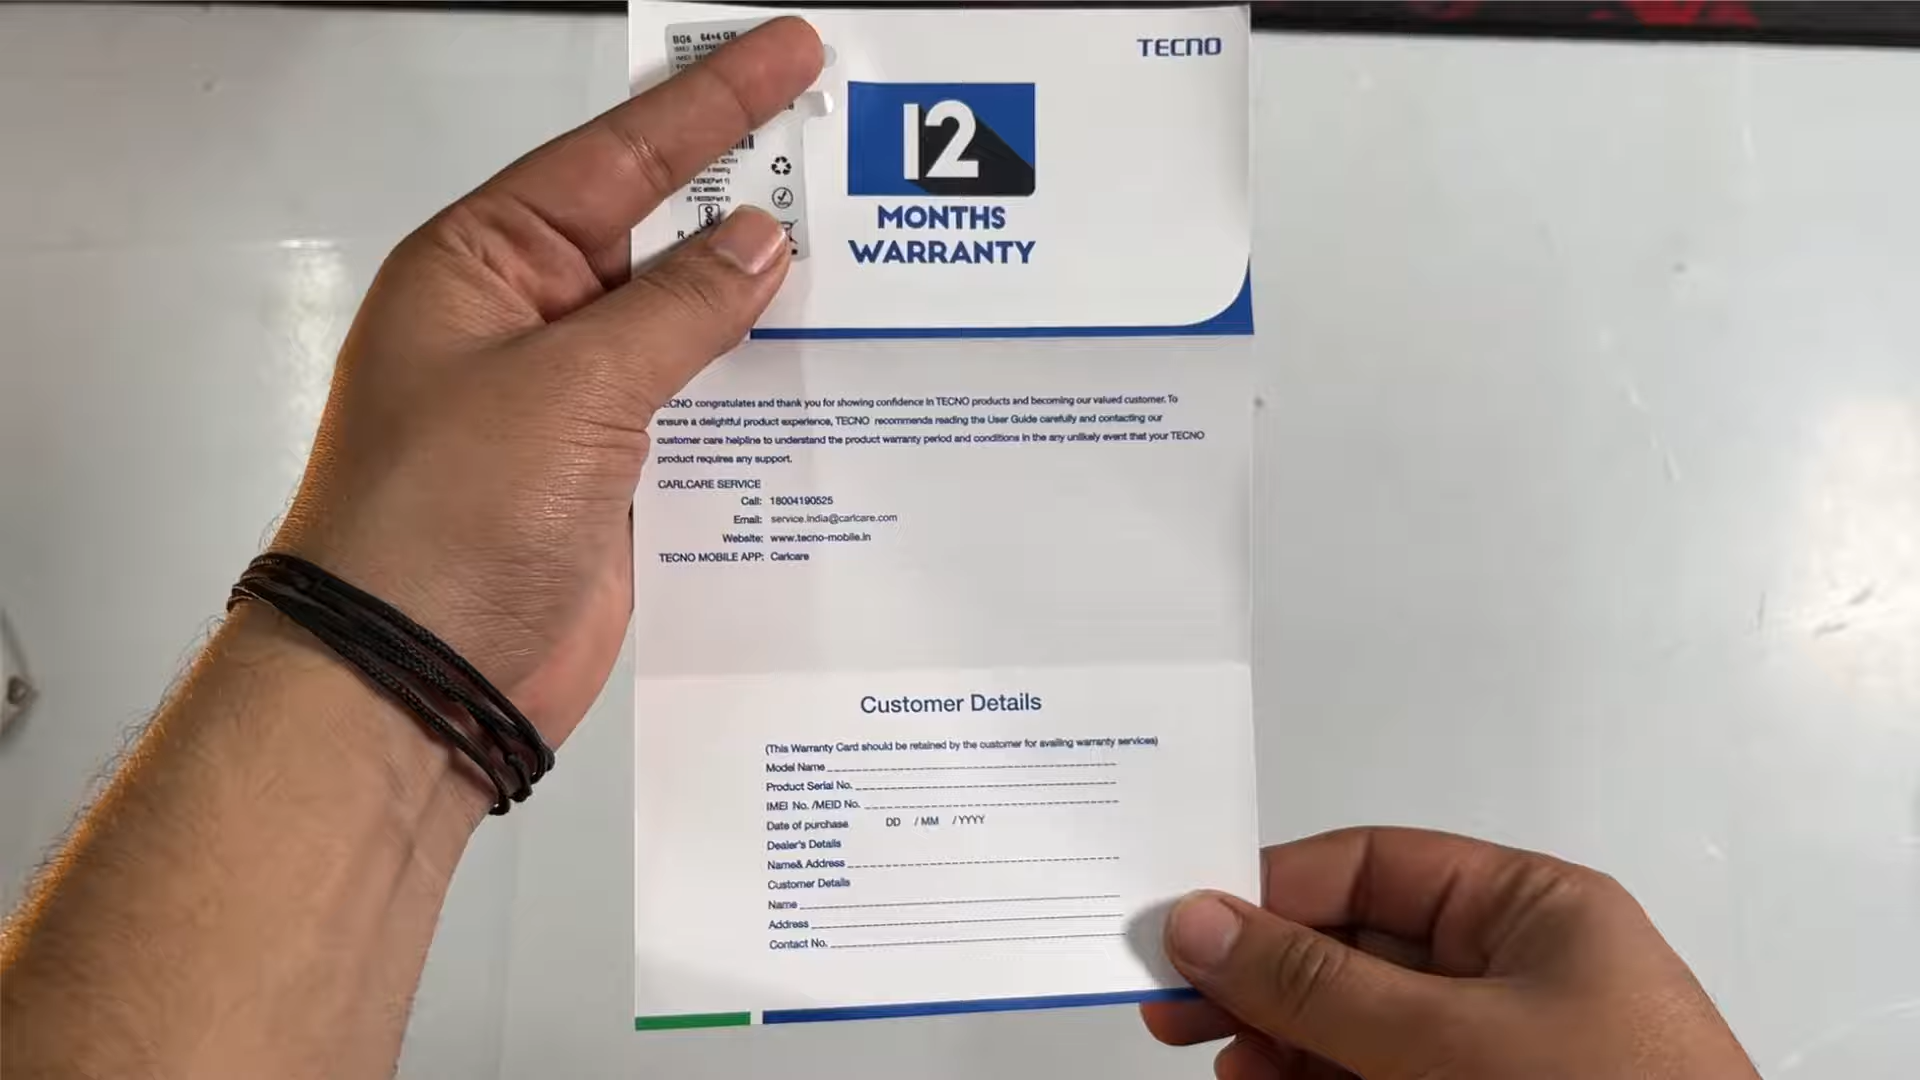 BG6 64+4 GB
TECNO
12
MONTHS
WARRANTY
TECNO congratulates and thank you for showing confidence in TECNO products and becoming our valued customer. To
ensure a delightful product experience, TECNO recommends reading the User Guide carefully and contacting our
customer care helpline to understand the product warranty period and conditions in the any unlikely event that your TECNO
product requires any support.
CARLCARE SERVICE
Call: 18004190525
Email: service.india@carlcare.com
Website: www.tecno-mobile.in
TECNO MOBILE APP: Carlcare
Customer Details
(This Warranty Card should be retained by the customer for availing warranty services)
Model Name
Product Serial No.
IMEI No. /MEID No.
Date of purchase DD / MM / YYYY
Dealer's Details
Name& Address
Customer Details
Name
Address
Contact No.